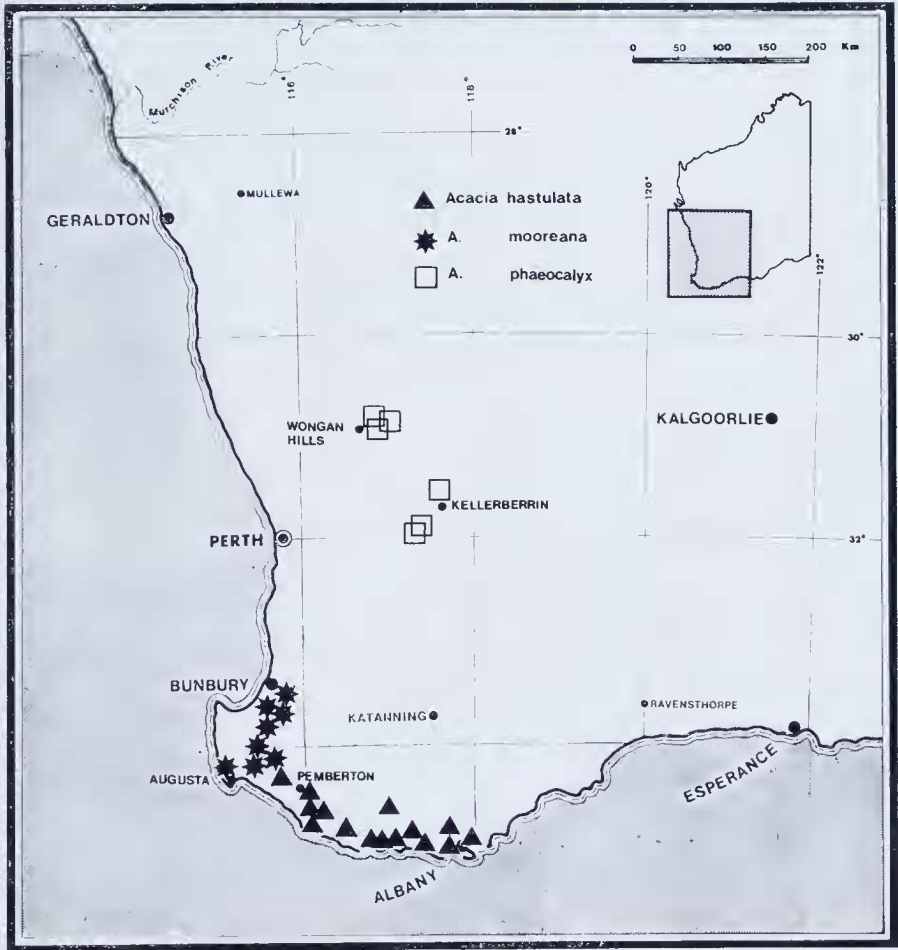 0 50 100 150 200 Km
Murchison River
116°
118°
28°
MULLEWA
120°
GERALDTON
Acacia hastulata
A. mooreana
A. phaeocalyx
122°
30°
WONGAN
HILLS
KALGOORLIE
KELLERBERRIN
PERTH
32°
BUNBURY
KATANNING
RAVENSTHORPE
AUGUSTA
PEMBERTON
ESPERANCE
ALBANY